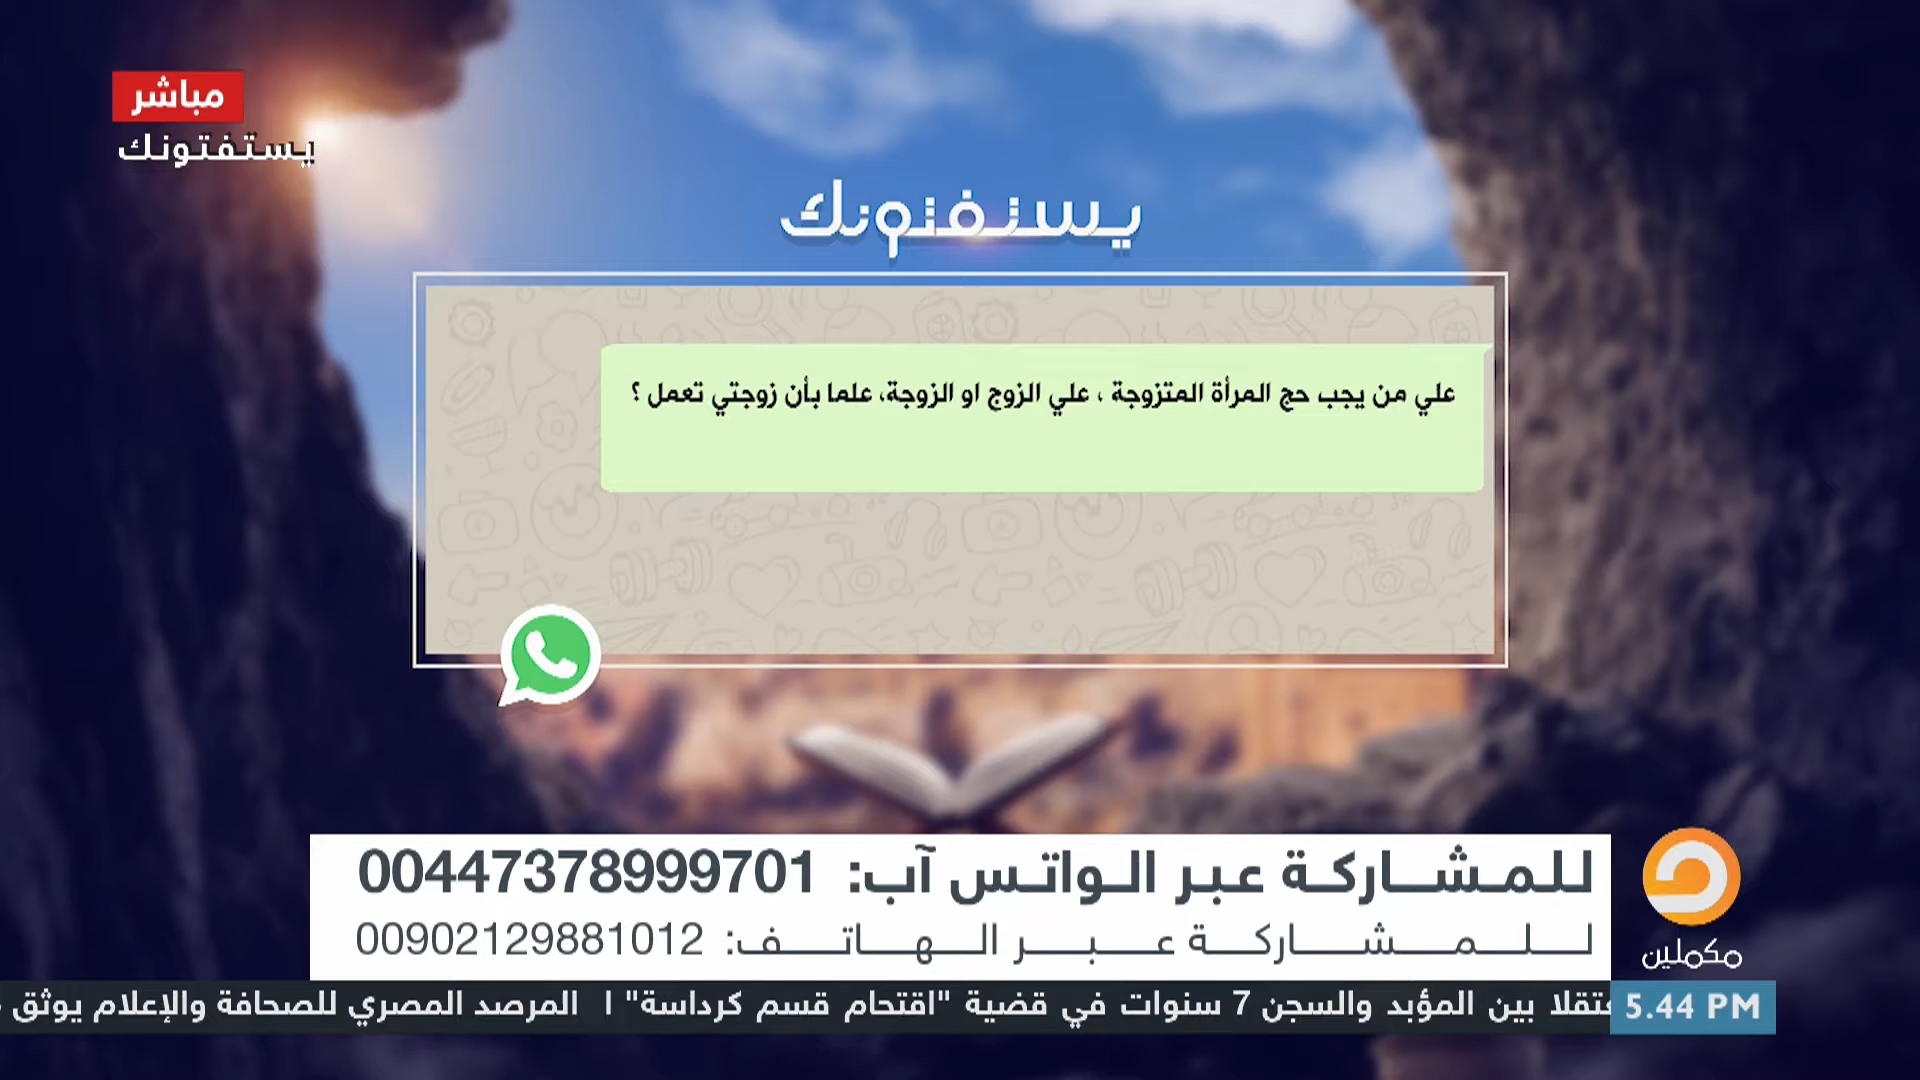 مباشر
يستفتونك
يستفتونك
علي من يجب حج المرأة المتزوجة ، علي الزوج او الزوجة، علما بأن زوجتي تعمل ؟
للمشاركة عبر الواتس آب: 00447378999701
للمشاركة عبر الهاتف: 00902129881012
مكملين
بين المؤبد والسجن 7 سنوات في قضية "اقتحام قسم كرداسة" | المرصد المصري للصحافة والإعلام يوثق
5.44 PM